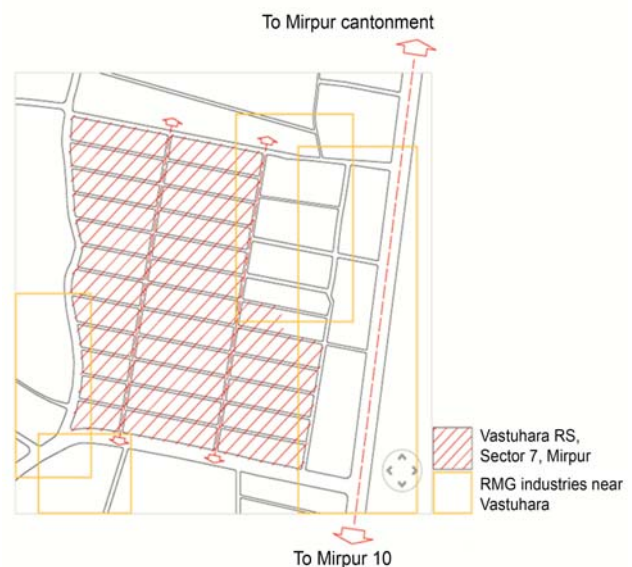 To Mirpur cantonment
Vastuhara RS,
Sector 7, Mirpur
RMG industries near
Vastuhara
To Mirpur 10